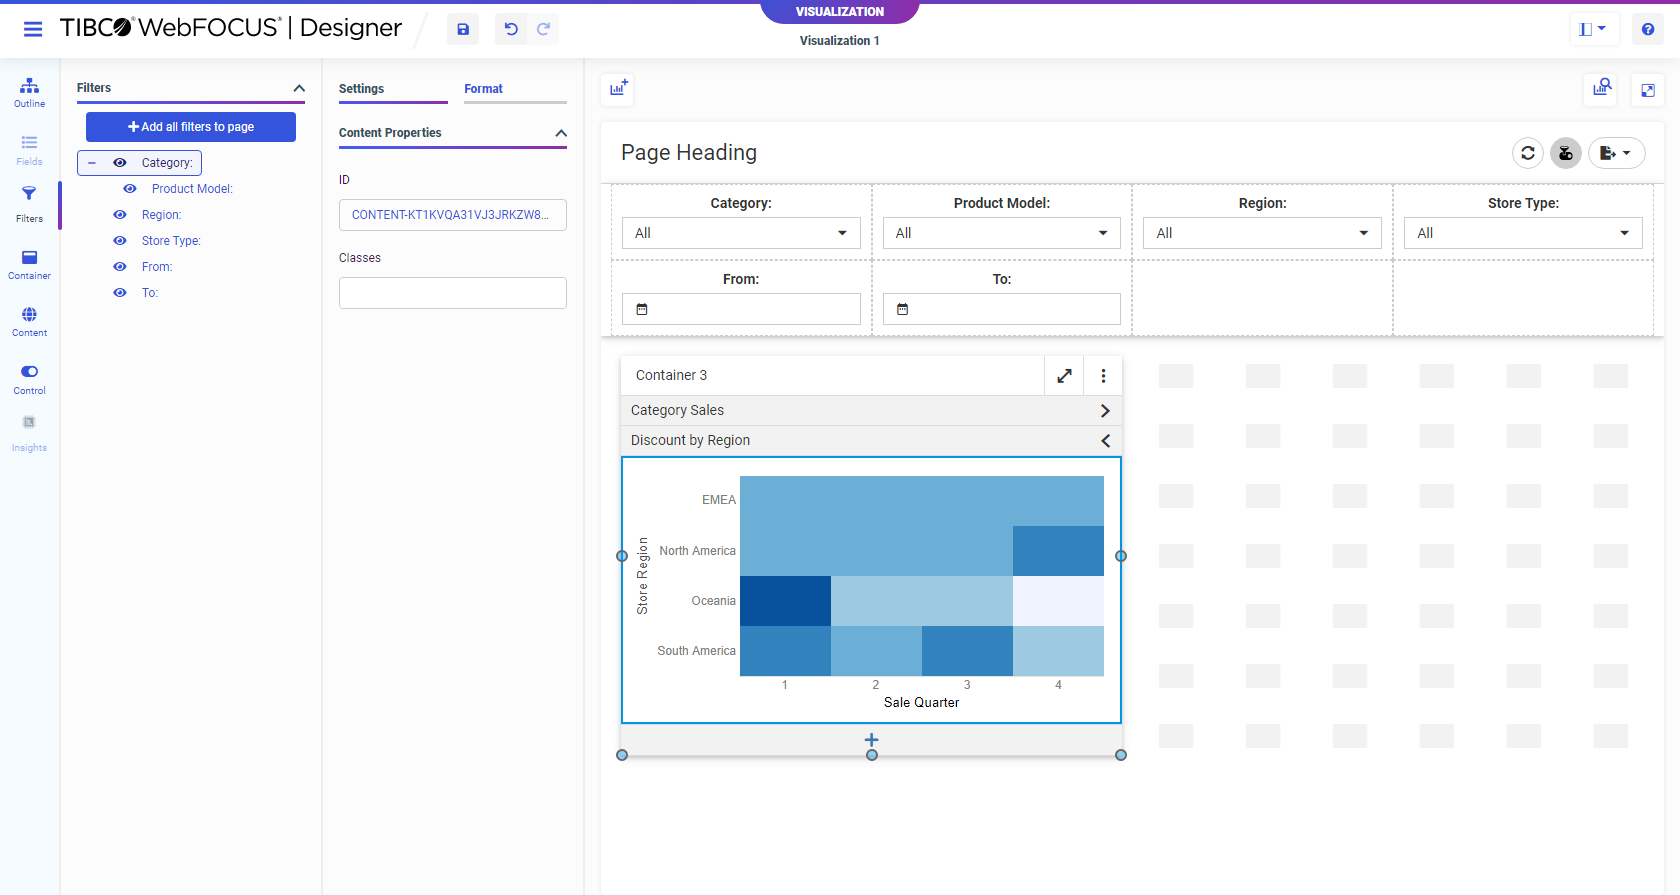 VISUALIZATION
TIBCO® WebFOCUS® | Designer
Visualization 1
Outline
Fields
Filters
Container
Content
Control
Insights
Filters
Add all filters to page
Category:
Product Model:
Region:
Store Type:
From:
To:
Settings
Format
Content Properties
ID
CONTENT-KT1KVQA31VJ3JRKZW8...
Classes
Page Heading
Category:
Product Model:
Region:
Store Type:
All
All
All
All
From:
To:
Container 3
Category Sales
Discount by Region
Store Region
EMEA
North America
Oceania
South America
1 2 3 4
Sale Quarter